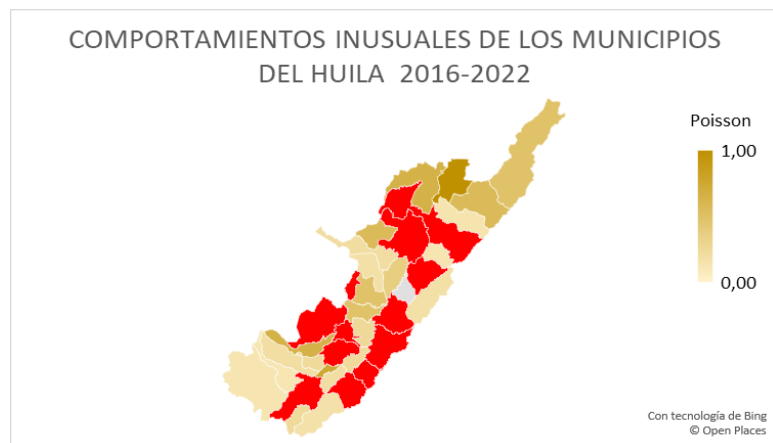 COMPORTAMIENTOS INUSUALES DE LOS MUNICIPIOS
DEL HUILA 2016-2022
Poisson
1,00
0,00
Con tecnología de Bing
© Open Places